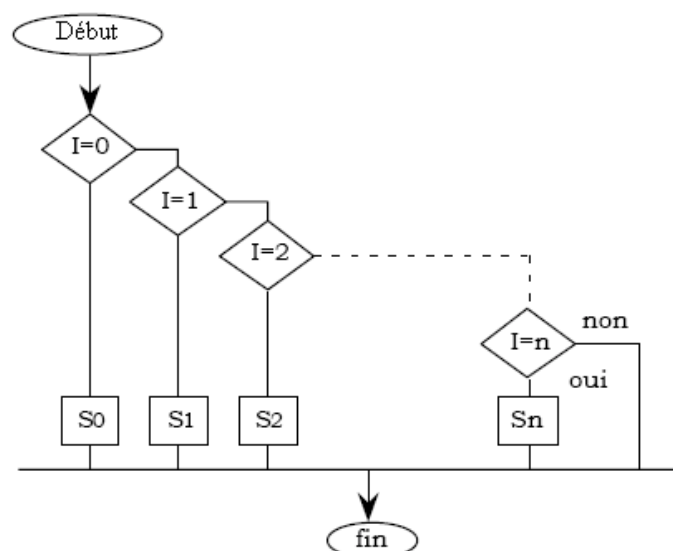 Début
I=0
I=1
I=2
I=n
non
oui
S0
S1
S2
Sn
fin